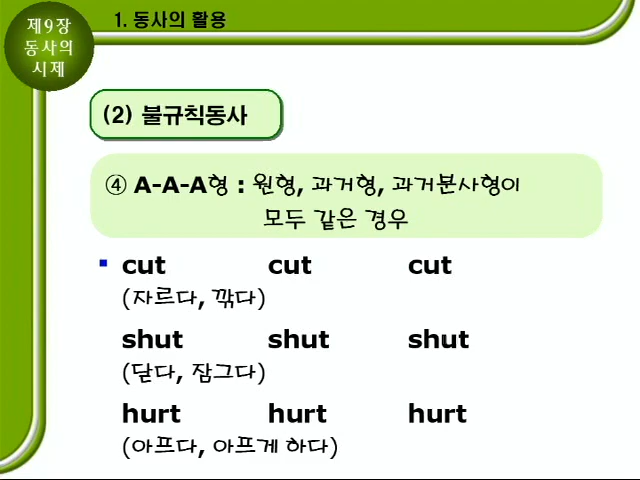 제9장
동사의
시제
1. 동사의 활용
(2) 불규칙동사
④ A-A-A형 : 원형, 과거형, 과거분사형이
모두 같은 경우
cut cut cut
(자르다, 깎다)
shut shut shut
(닫다, 잠그다)
hurt hurt hurt
(아프다, 아프게 하다)